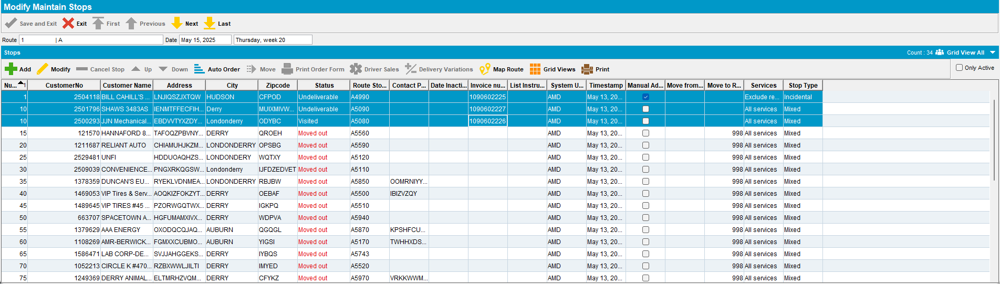 Modify Maintain Stops
Save and Exit Exit First Previous Next Last
Route 1 | A Date May 15, 2025 Thursday, week 20
Stops Count : 34 Grid View All
Add Modify Cancel Stop Up Down Auto Order Move Print Order Form Driver Sales Delivery Variations Map Route Grid Views Print Only Active
Nu... 1 CustomerNo Customer Name Address City Zipcode Status Route Sto... Contact P... Date Inacti... Invoice nu... List Instru... System U... Timestamp Manual Ad... Move from... Move to R... Services Stop Type
1 2504118 BILL CAHILL'S ... LNJIQSZJXTQW HUDSON CFPOD Undeliverable A4990 1090602225 AMD May 13, 20... Exclude re... Incidental
10 2501796 SHAWS 3483AS IENMTFFECFIH... Derry MUIXMIVW... Undeliverable A5090 1090602227 AMD May 13, 20... All services Mixed
10 2500293 JJN Mechanical... EBDVVTYXZDY... Londonderry ODYBC Visited A5080 1090602226 AMD May 13, 20... All services Mixed
15 121570 HANNAFORD 8... TAFOQZPBVNY... DERRY QROEH Moved out A5560 AMD May 13, 20... 998 All services Mixed
20 1211687 RELIANT AUTO CHIAMUHJKZM... LONDONDERRY OPSBG Moved out A5590 AMD May 13, 20... 998 All services Mixed
25 2529481 UNFI HDDUOAQHZS... LONDONDERY WQTXY Moved out A5120 AMD May 13, 20... 998 All services Mixed
30 2509039 CONVENIENCE... PNGXRKQGSW... Londonderry IJFDZEDVET Moved out A5110 AMD May 13, 20... 998 All services Mixed
35 1378359 DUNCAN'S EU... RYEKLVDNMEA... LONDONDERRY RBJBW Moved out A5850 OOMRNIYY... AMD May 13, 20... 998 All services Mixed
40 1469053 VIP Tires & Serv... AOQKIZFOKZYT... DERRY OEBAF Moved out A5500 IBIZVZQY AMD May 13, 20... 998 All services Mixed
45 1489645 VIP TIRES #45 ... PZORWGQTWX... DERRY IGKPQ Moved out A5510 AMD May 13, 20... 998 All services Mixed
50 663707 SPACETOWN A... HGFUMAMXIVX... DERRY WDPVA Moved out A5940 AMD May 13, 20... 998 All services Mixed
55 1379629 AAA ENERGY OXODQCQJAQ... AUBURN QGQGL Moved out A5870 KPSHFCU... AMD May 13, 20... 998 All services Mixed
60 1108269 AMR-BERWICK... FGMXXCUBMO... AUBURN YIGSI Moved out A5170 TWHHXDS... AMD May 13, 20... 998 All services Mixed
65 1586471 LAB CORP-DE... SVJJAHGGEKS... DERRY IYBQS Moved out A5743 AMD May 13, 20... 998 All services Mixed
70 1052213 CIRCLE K #470... RZBXWWLJILTI DERRY IMYED Moved out A5520 AMD May 13, 20... 998 All services Mixed
75 1249369 DERRY ANIMAL... ELTMRHZVQM... DERRY CFYKZ Moved out A5970 VRKKWWM... AMD May 13, 20... 998 All services Mixed